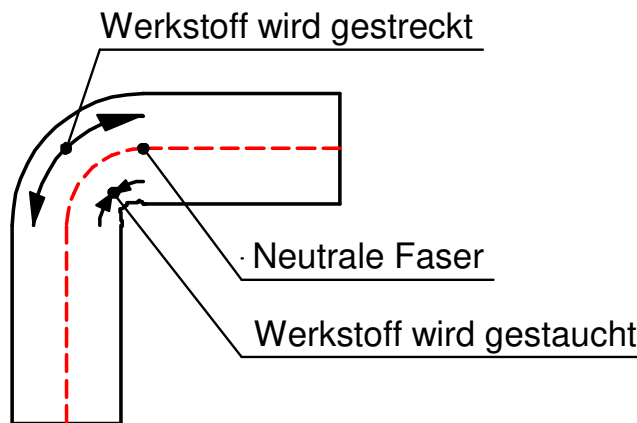 Werkstoff wird gestreckt
Neutrale Faser
Werkstoff wird gestaucht